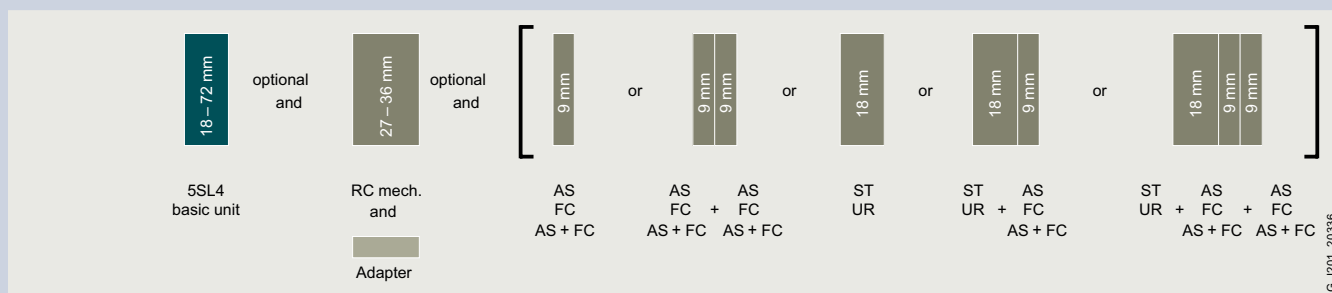 18 – 72 mm
optional
and
27 – 36 mm
optional
and
9 mm
or
9 mm
9 mm
or
18 mm
or
18 mm
9 mm
or
18 mm
9 mm
9 mm
5SL4
basic unit
RC mech.
and
Adapter
AS
FC
AS + FC
AS AS
FC + FC
AS + FC AS + FC
ST
UR
ST AS
UR + FC
AS + FC
ST AS AS
UR + FC + FC
AS + FC AS + FC